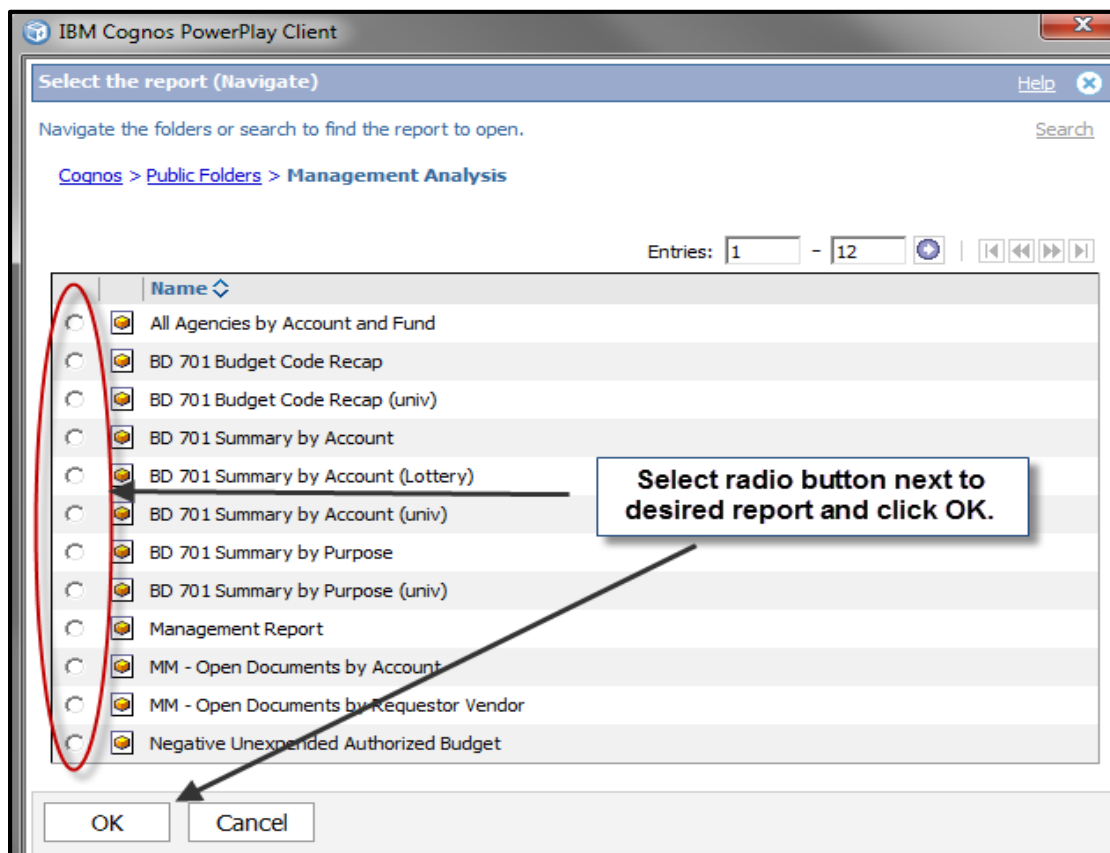 IBM Cognos PowerPlay Client
x
Select the report (Navigate) Help
Navigate the folders or search to find the report to open. Search
Cognos > Public Folders > Management Analysis
Entries: 1 - 12
Name
All Agencies by Account and Fund
BD 701 Budget Code Recap
BD 701 Budget Code Recap (univ)
BD 701 Summary by Account
BD 701 Summary by Account (Lottery)
BD 701 Summary by Account (univ)
BD 701 Summary by Purpose
BD 701 Summary by Purpose (univ)
Management Report
MM - Open Documents by Account
MM - Open Documents by Requestor Vendor
Negative Unexpended Authorized Budget
Select radio button next to
desired report and click OK.
OK Cancel